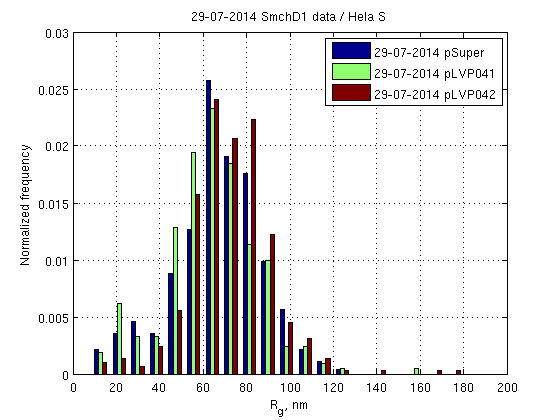 29-07-2014 SmchD1 data / Hela S
0.03
0.025
0.02
0.015
0.01
0.005
0
Normalized frequency
29-07-2014 pSuper
29-07-2014 pLVP041
29-07-2014 pLVP042
0 20 40 60 80 100 120 140 160 180 200
Rg, nm